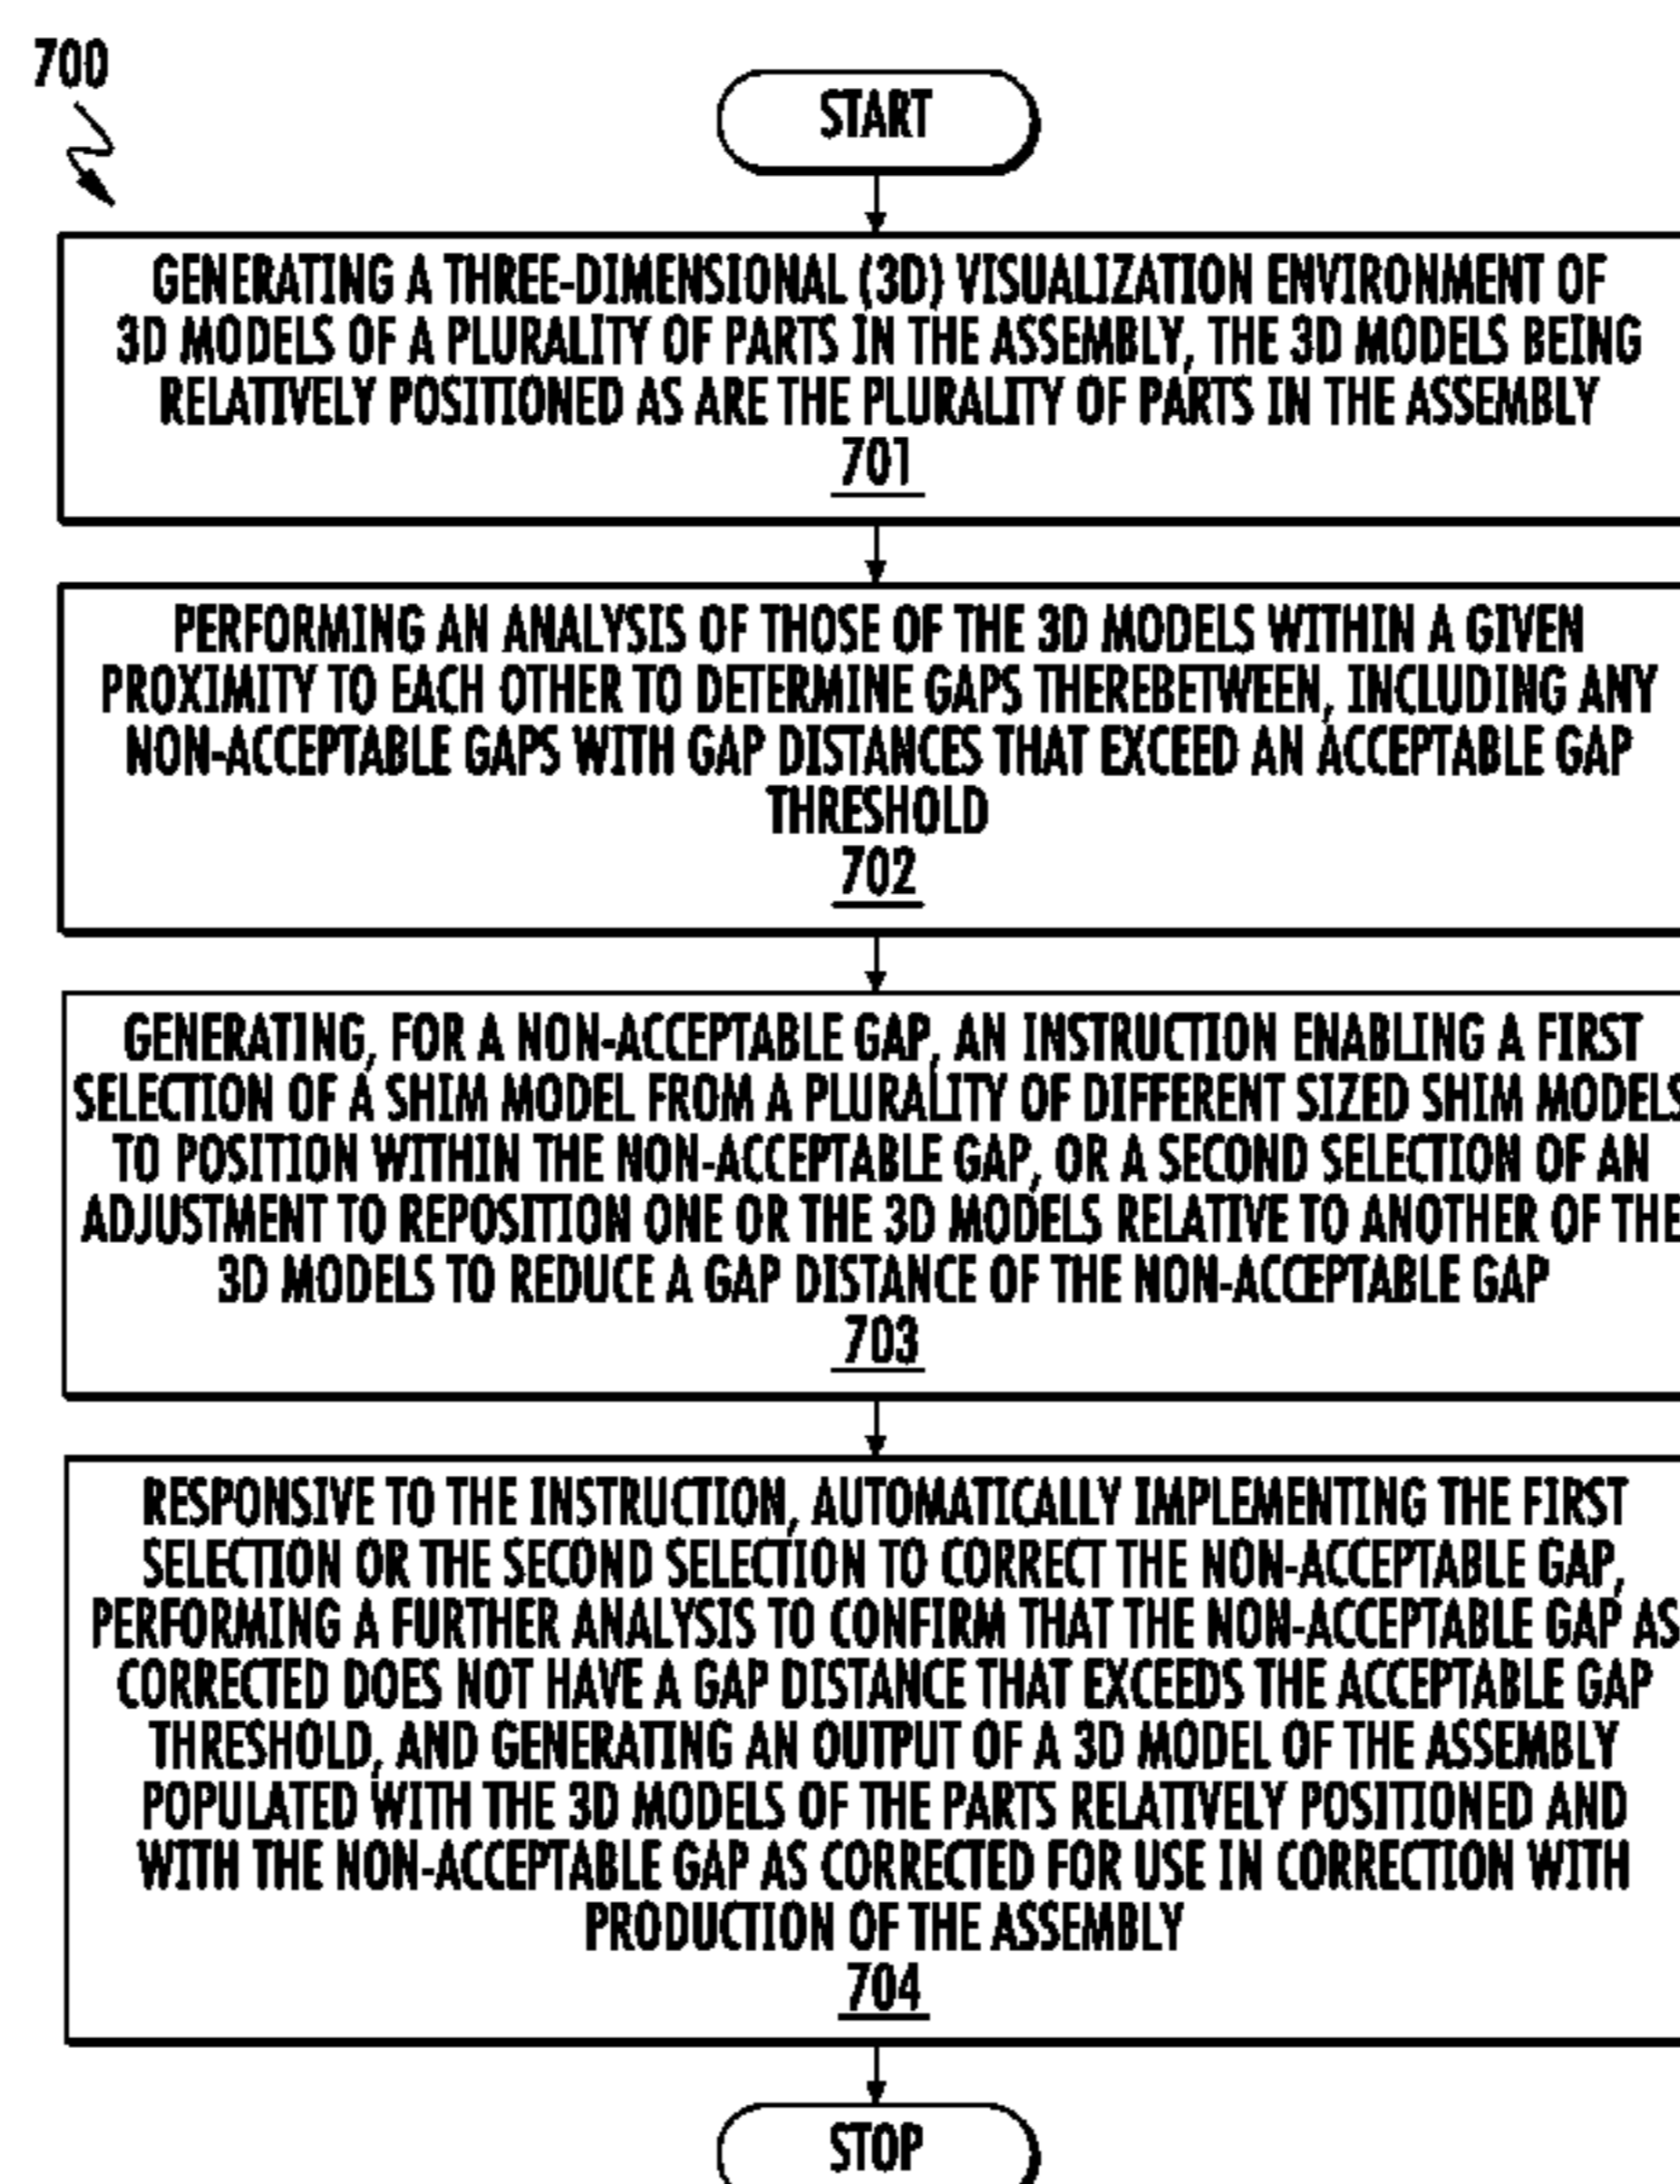 700
START
GENERATING A THREE-DIMENSIONAL (3D) VISUALIZATION ENVIRONMENT OF
3D MODELS OF A PLURALITY OF PARTS IN THE ASSEMBLY, THE 3D MODELS BEING
RELATIVELY POSITIONED AS ARE THE PLURALITY OF PARTS IN THE ASSEMBLY
701
PERFORMING AN ANALYSIS OF THOSE OF THE 3D MODELS WITHIN A GIVEN
PROXIMITY TO EACH OTHER TO DETERMINE GAPS THEREBETWEEN, INCLUDING ANY
NON-ACCEPTABLE GAPS WITH GAP DISTANCES THAT EXCEED AN ACCEPTABLE GAP
THRESHOLD
702
GENERATING, FOR A NON-ACCEPTABLE GAP, AN INSTRUCTION ENABLING A FIRST
SELECTION OF A SHIM MODEL FROM A PLURALITY OF DIFFERENT SIZED SHIM MODELS
TO POSITION WITHIN THE NON-ACCEPTABLE GAP, OR A SECOND SELECTION OF AN
ADJUSTMENT TO REPOSITION ONE OR THE 3D MODELS RELATIVE TO ANOTHER OF THE
3D MODELS TO REDUCE A GAP DISTANCE OF THE NON-ACCEPTABLE GAP
703
RESPONSIVE TO THE INSTRUCTION, AUTOMATICALLY IMPLEMENTING THE FIRST
SELECTION OR THE SECOND SELECTION TO CORRECT THE NON-ACCEPTABLE GAP,
PERFORMING A FURTHER ANALYSIS TO CONFIRM THAT THE NON-ACCEPTABLE GAP AS
CORRECTED DOES NOT HAVE A GAP DISTANCE THAT EXCEEDS THE ACCEPTABLE GAP
THRESHOLD, AND GENERATING AN OUTPUT OF A 3D MODEL OF THE ASSEMBLY
POPULATED WITH THE 3D MODELS OF THE PARTS RELATIVELY POSITIONED AND
WITH THE NON-ACCEPTABLE GAP AS CORRECTED FOR USE IN CORRECTION WITH
PRODUCTION OF THE ASSEMBLY
704
STOP